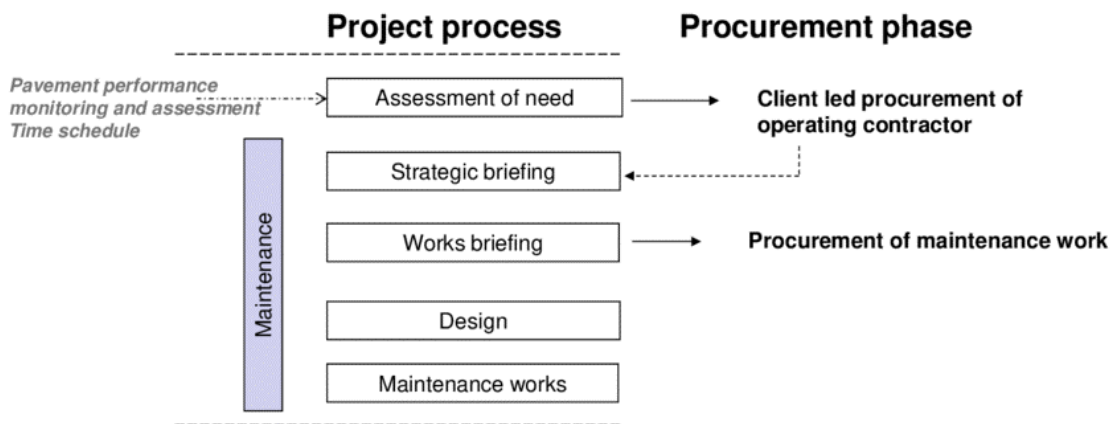 Project process
Procurement phase
Pavement performance
monitoring and assessment
Time schedule
Assessment of need
Client led procurement of
operating contractor
Maintenance
Strategic briefing
Works briefing
Procurement of maintenance work
Design
Maintenance works